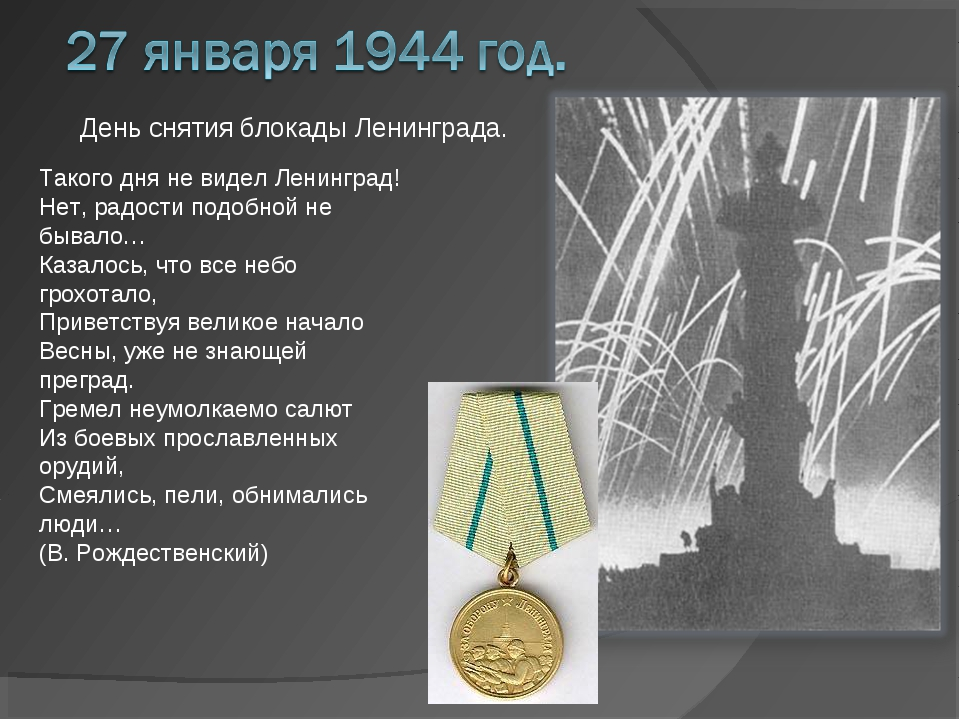 27 января 1944 год.
День снятия блокады Ленинграда.
Такого дня не видел Ленинград!
Нет, радости подобной не
бывало…
Казалось, что все небо
грохотало,
Приветствуя великое начало
Весны, уже не знающей
преград.
Гремел неумолкаемо салют
Из боевых прославленных
орудий,
Смеялись, пели, обнимались
люди…
(В. Рождественский)
ЗА ОБОРОНУ ★ ЛЕНИНГРАДА